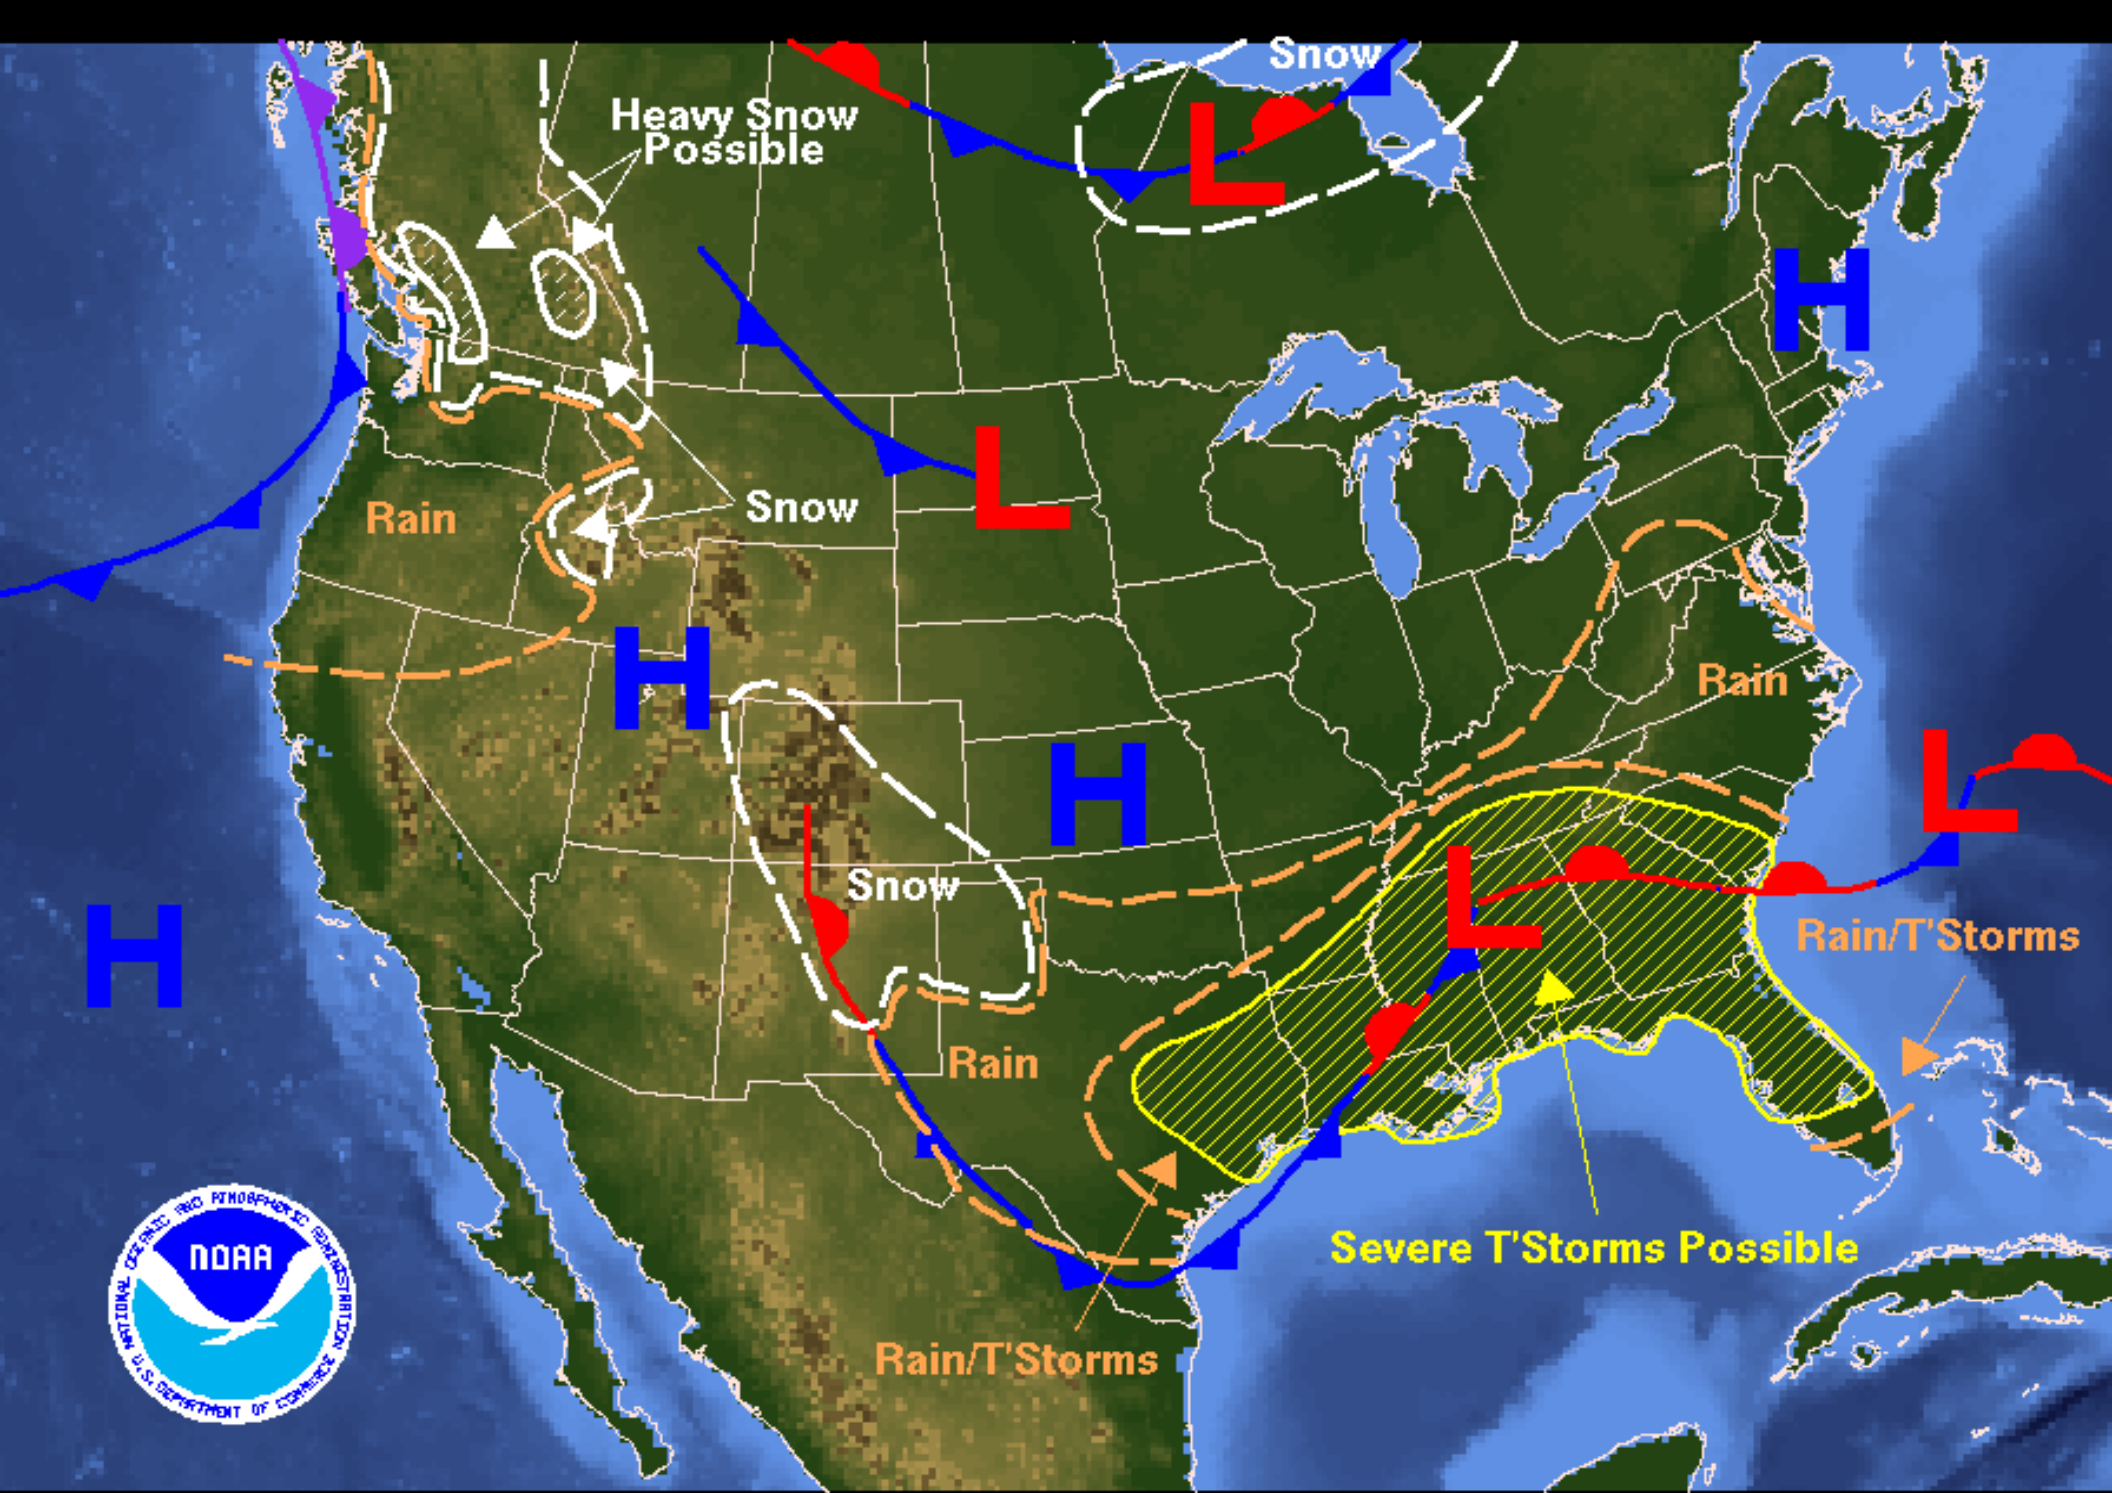 Snow
Heavy Snow
Possible
L
H
L
Rain
Snow
H
Rain
H
L
L
Snow
H
Rain/T'Storms
Rain
Severe T'Storms Possible
Rain/T'Storms
NATIONAL OCEANIC AND ATMOSPHERIC ADMINISTRATION
NOAA
U.S. DEPARTMENT OF COMMERCE